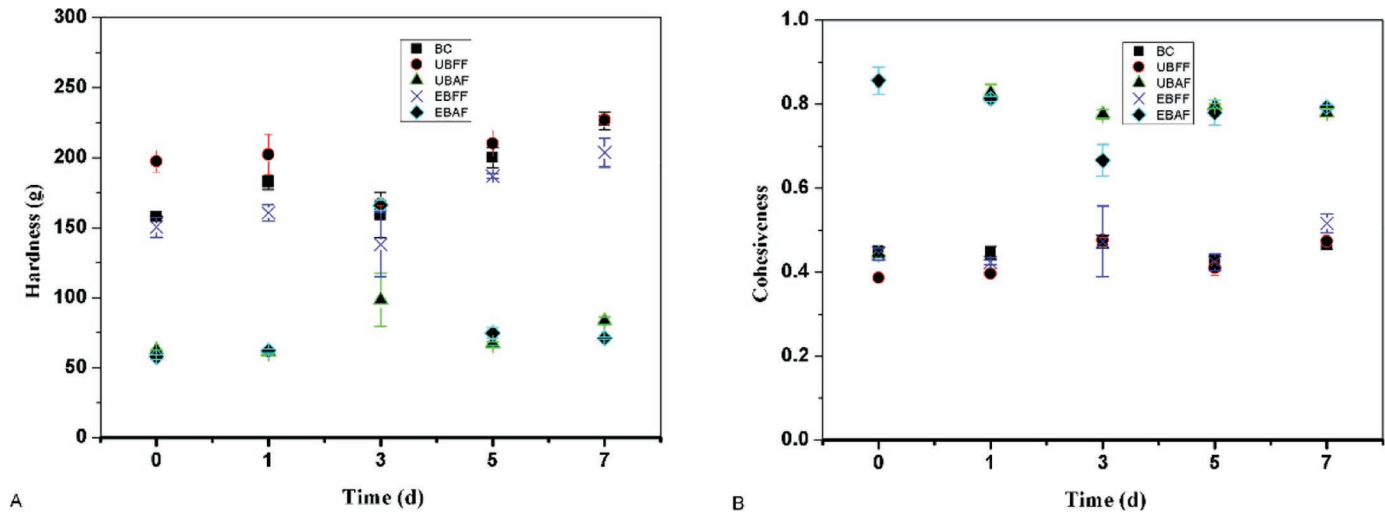 300
250
200
150
100
50
0
Hardness (g)
BC
UBFF
UBAF
EBFF
EBAF
0 1 3 5 7
Time (d)
A
1.0
0.8
0.6
0.4
0.2
0.0
Cohesiveness
BC
UBFF
UBAF
EBFF
EBAF
0 1 3 5 7
Time (d)
B